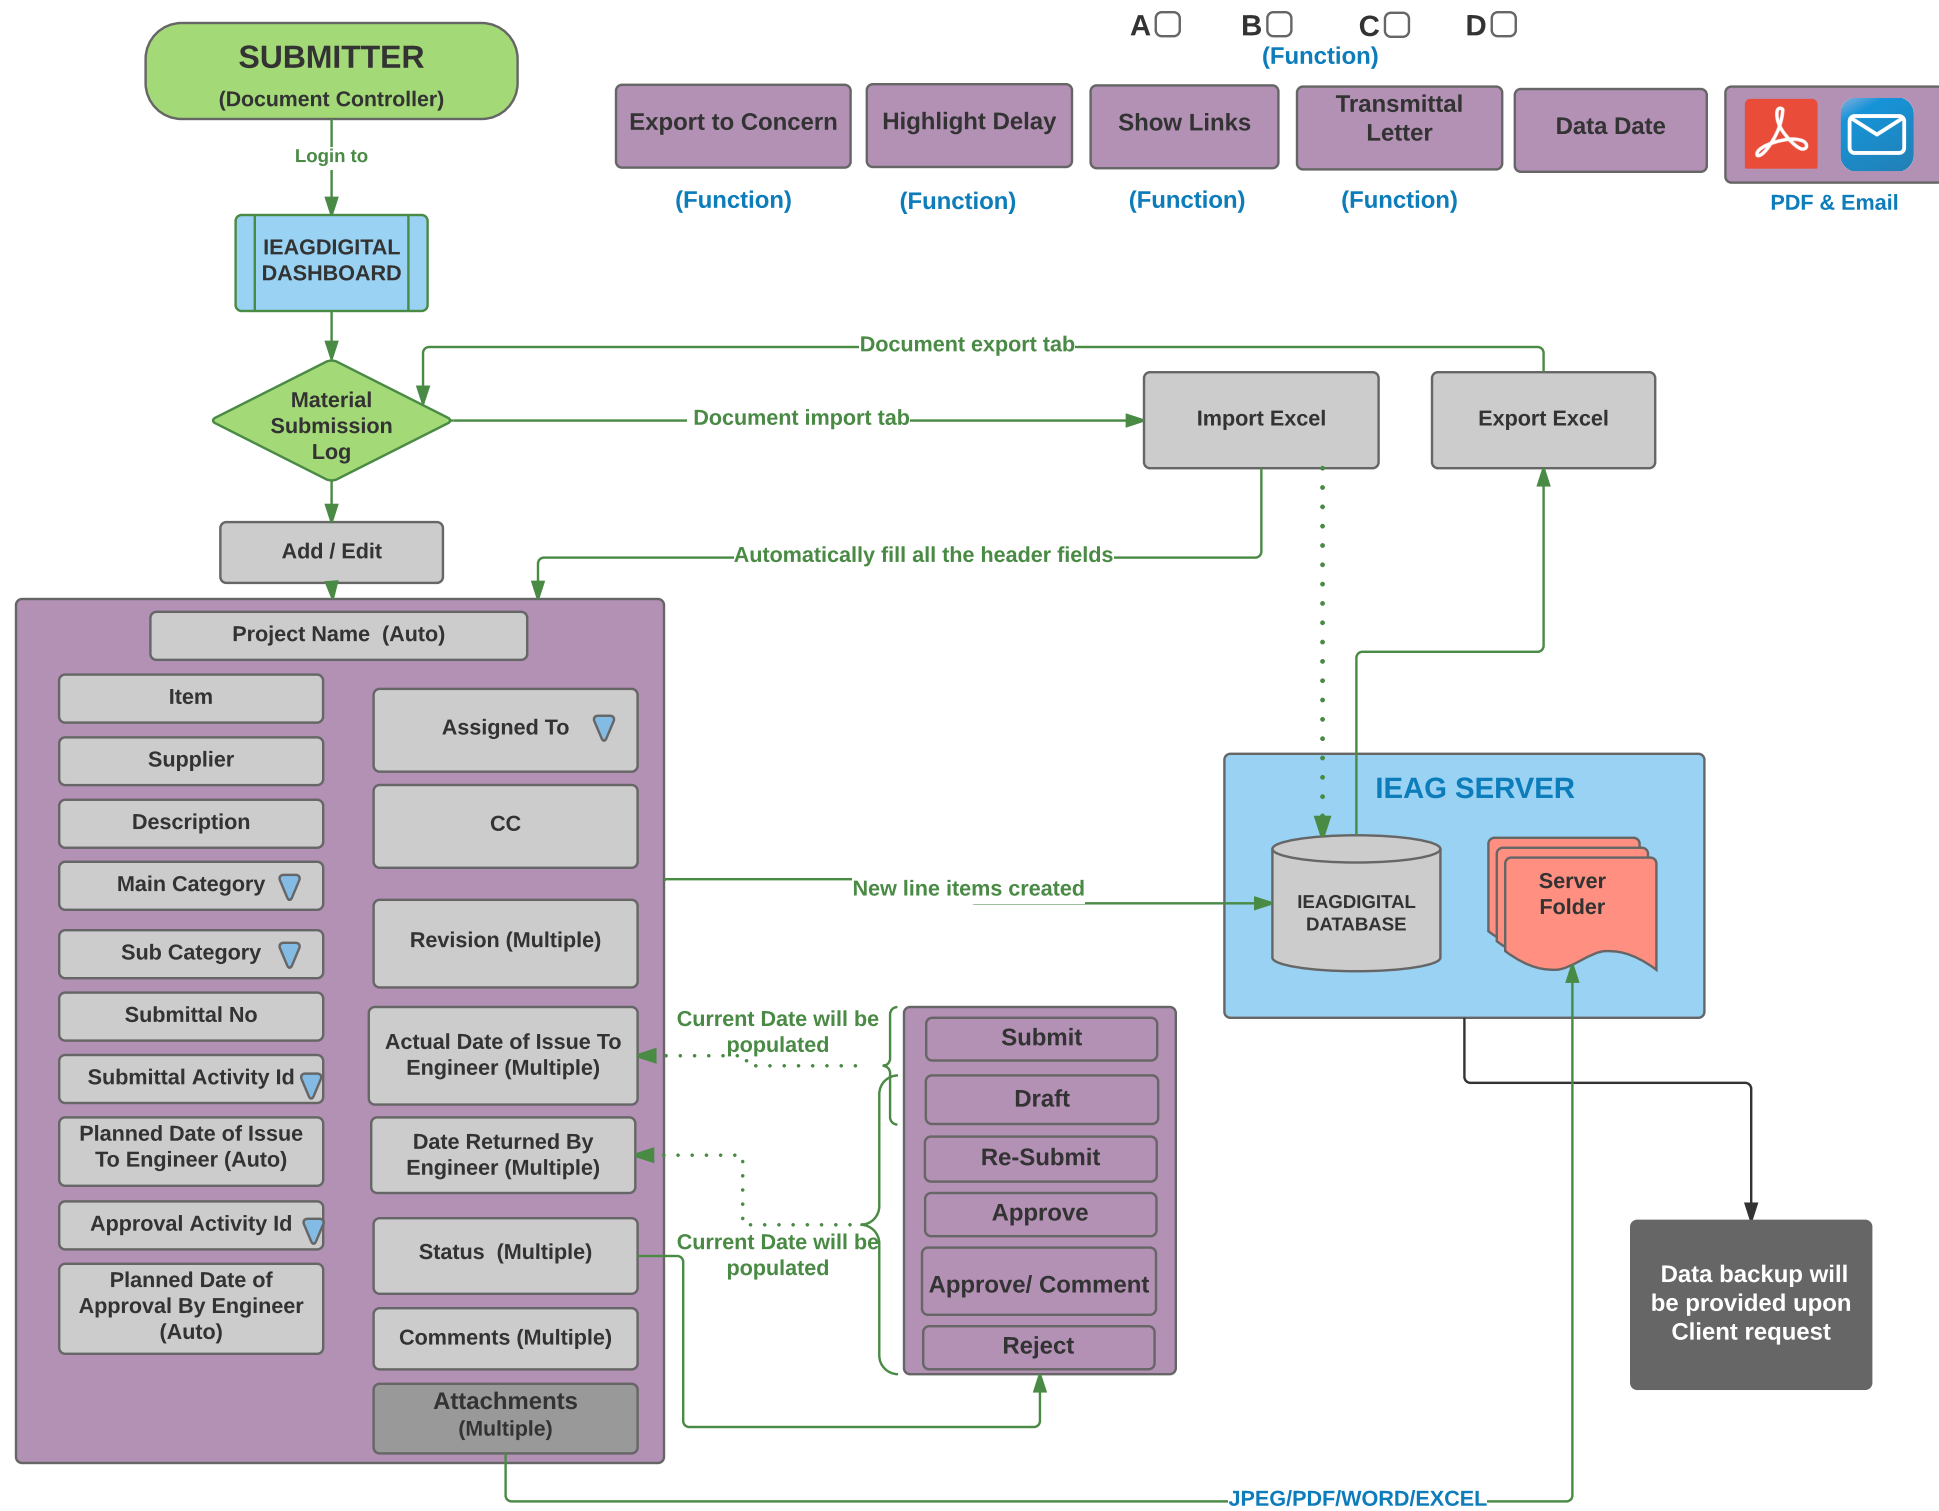 SUBMITTER
(Document Controller)
Login to
IEAGDIGITAL
DASHBOARD
Material
Submission
Log
Add / Edit
A
B
C
D
(Function)
Export to Concern
Highlight Delay
Show Links
Transmittal
Letter
Data Date
(Function)
(Function)
(Function)
(Function)
PDF & Email
Document export tab
Document import tab
Import Excel
Export Excel
Automatically fill all the header fields
Project Name  (Auto)
Item
Supplier
Description
Main Category
Sub Category
Submittal No
Submittal Activity Id
Planned Date of Issue
To Engineer (Auto)
Approval Activity Id
Planned Date of
Approval By Engineer
(Auto)
Assigned To
CC
Revision (Multiple)
Actual Date of Issue To
Engineer (Multiple)
Date Returned By
Engineer (Multiple)
Status  (Multiple)
Comments (Multiple)
Attachments
(Multiple)
New line items created
Current Date will be
populated
Current Date will be
populated
Submit
Draft
Re-Submit
Approve
Approve/ Comment
Reject
IEAG SERVER
IEAGDIGITAL
DATABASE
Server
Folder
Data backup will
be provided upon
Client request
JPEG/PDF/WORD/EXCEL